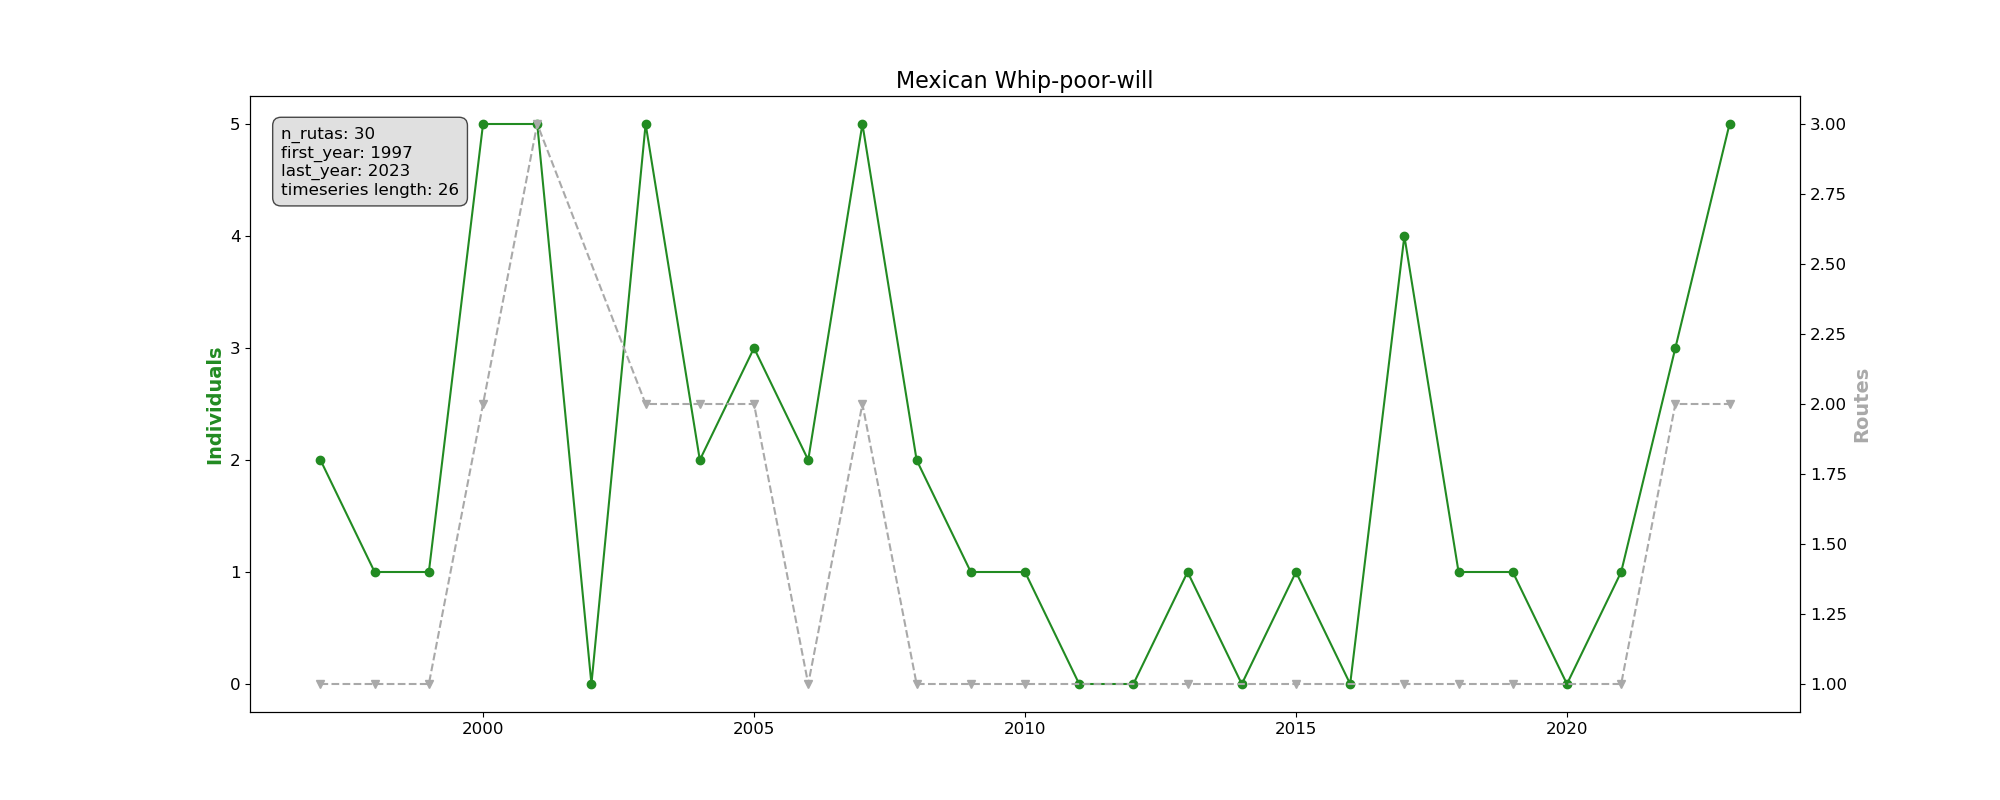 Mexican Whip-poor-will
n_rutas: 30
first_year: 1997
last_year: 2023
timeseries length: 26
5
4
3
2
1
0
Individuals
3.00
2.75
2.50
2.25
2.00
1.75
1.50
1.25
1.00
Routes
2000 2005 2010 2015 2020